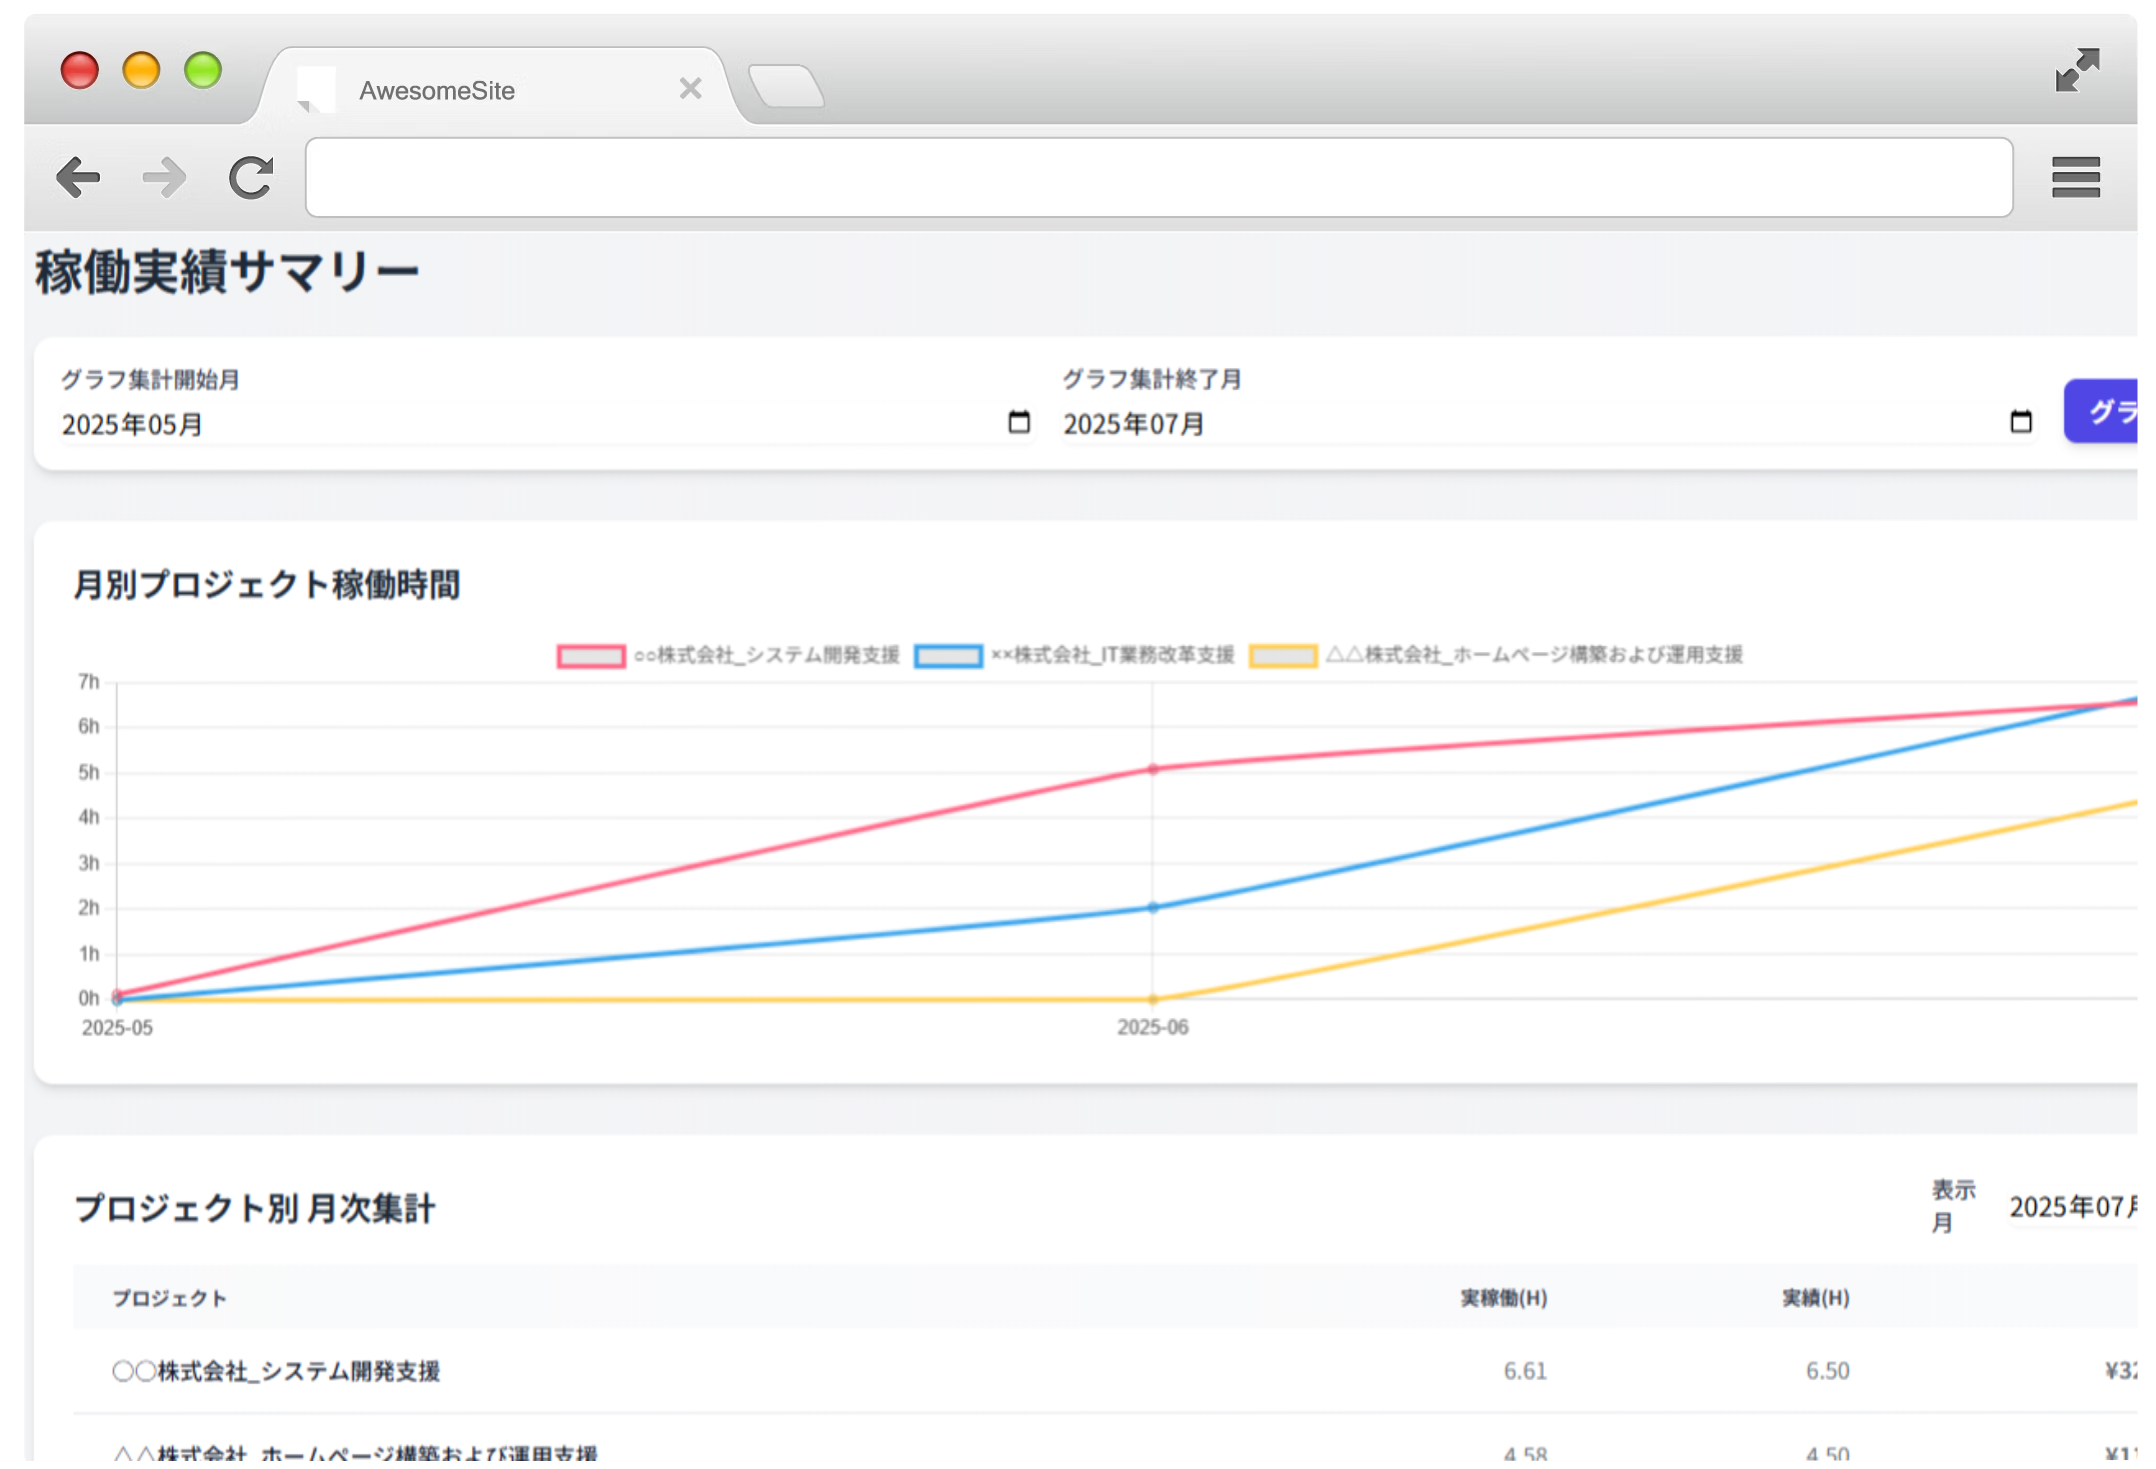 AwesomeSite
稼働実績サマリー
グラフ集計開始月
グラフ集計終了月
2025年05月
2025年07月
グラ
月別プロジェクト稼働時間
○○株式会社_システム開発支援 ××株式会社_IT業務改革支援 △△株式会社_ホームページ構築および運用支援
7h
6h
5h
4h
3h
2h
1h
0h
2025-05 2025-06
プロジェクト別 月次集計
表示月
2025年07月
プロジェクト 実稼働(H) 実績(H)
○○株式会社_システム開発支援 6.61 6.50 ¥32
△△株式会社_ホームページ構築および運用支援 4.58 4.50 ¥11